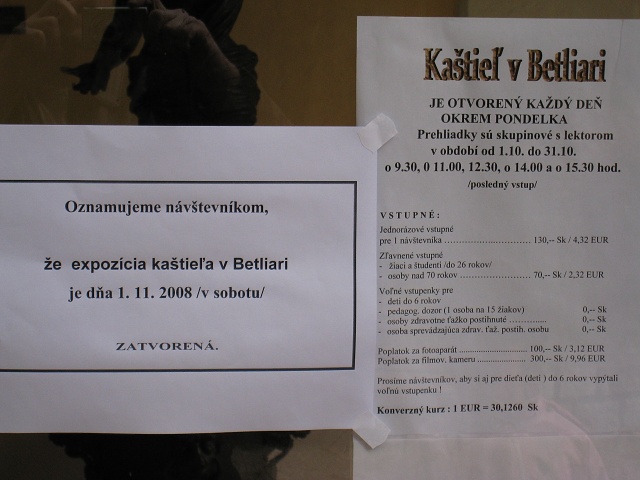 Oznamujeme návštevníkom,
že expozícia kaštieľa v Betliari
je dňa 1. 11. 2008 /v sobotu/
ZATVORENÁ.
Kaštieľ v Betliari
JE OTVORENÝ KAŽDÝ DEŇ
OKREM PONDELKA
Prehliadky sú skupinové s lektorom
v období od 1.10. do 31.10.
o 9.30, 0 11.00, 12.30, o 14.00 a o 15.30 hod.
/posledný vstup/
VSTUPNÉ:
Jednorázové vstupné
pre 1 návštevníka ............................ 130,-- Sk / 4,32 EUR
Zľavnené vstupné
- žiaci a študenti /do 26 rokov/
- osoby nad 70 rokov ....................... 70,-- Sk / 2,32 EUR
Voľné vstupenky pre
- deti do 6 rokov
- pedagog. dozor (1 osoba na 15 žiakov) 0,-- Sk
- osoby zdravotne ťažko postihnuté .............. 0,-- Sk
- osoba sprevádzajúca zdrav. ťaž. postih. osobu 0,-- Sk
Poplatok za fotoaparát ....................... 100,-- Sk / 3,12 EUR
Poplatok za filmov. kameru ................. 300,-- Sk / 9,96 EUR
Prosíme návštevníkov, aby si aj pre dieťa (deti ) do 6 rokov vypýtali
voľnú vstupenku !
Konverzný kurz : 1 EUR = 30,1260 Sk